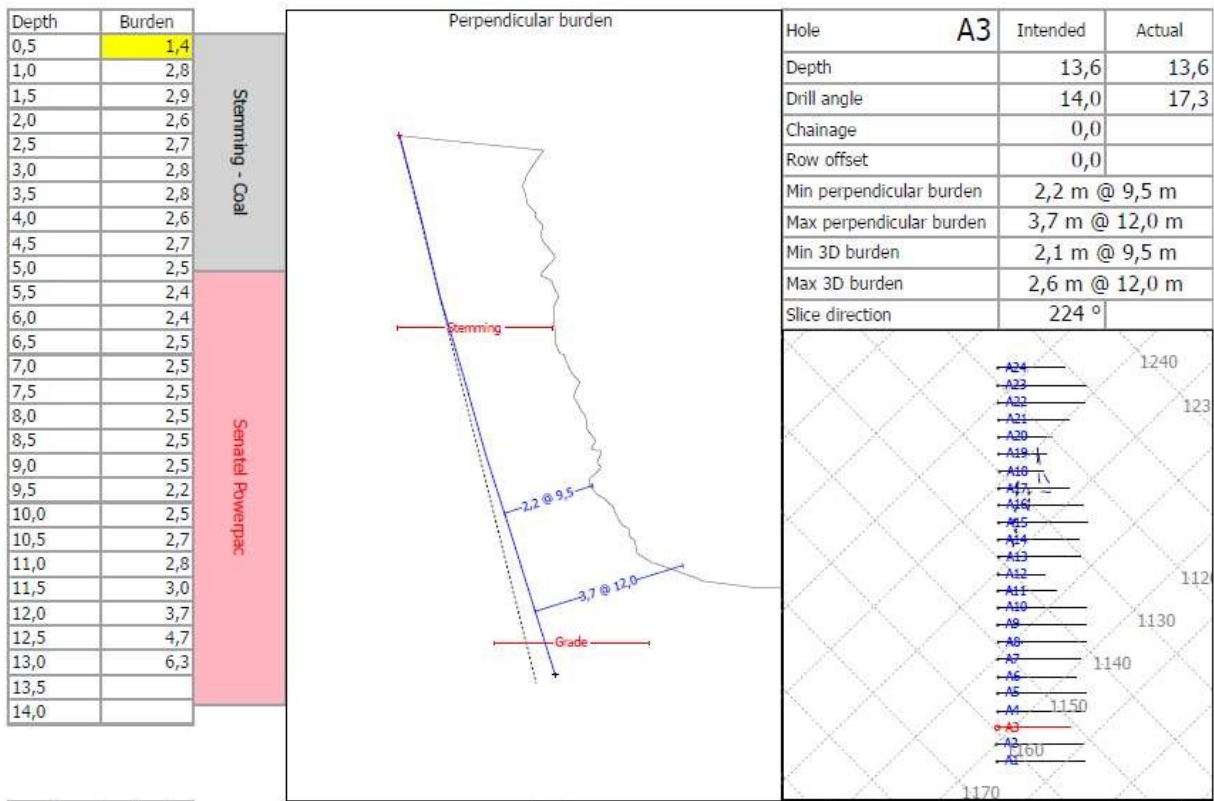 Depth Burden
0,5 1,4
1,0 2,8
1,5 2,9
2,0 2,6
2,5 2,7
3,0 2,8
3,5 2,8
4,0 2,6
4,5 2,7
5,0 2,5
5,5 2,4
6,0 2,4
6,5 2,5
7,0 2,5
7,5 2,5
8,0 2,5
8,5 2,5
9,0 2,5
9,5 2,2
10,0 2,5
10,5 2,7
11,0 2,8
11,5 3,0
12,0 3,7
12,5 4,7
13,0 6,3
13,5
14,0
Stemming - Coal
Senatel Powerpac
Perpendicular burden
Stemming
2,2 @ 9,5
3,7 @ 12,0
Grade
Hole A3 Intended Actual
Depth 13,6 13,6
Drill angle 14,0 17,3
Chainage 0,0
Row offset 0,0
Min perpendicular burden 2,2 m @ 9,5 m
Max perpendicular burden 3,7 m @ 12,0 m
Min 3D burden 2,1 m @ 9,5 m
Max 3D burden 2,6 m @ 12,0 m
Slice direction 224 º
A24
1240
A23
A22
123
A21
A20
A19
A18
A17
A16
A15
A14
A13
A12
1120
A11
A10
A9
1130
A8
A7
1140
A6
A5
A4
1150
A3
A2
1160
A1
1170